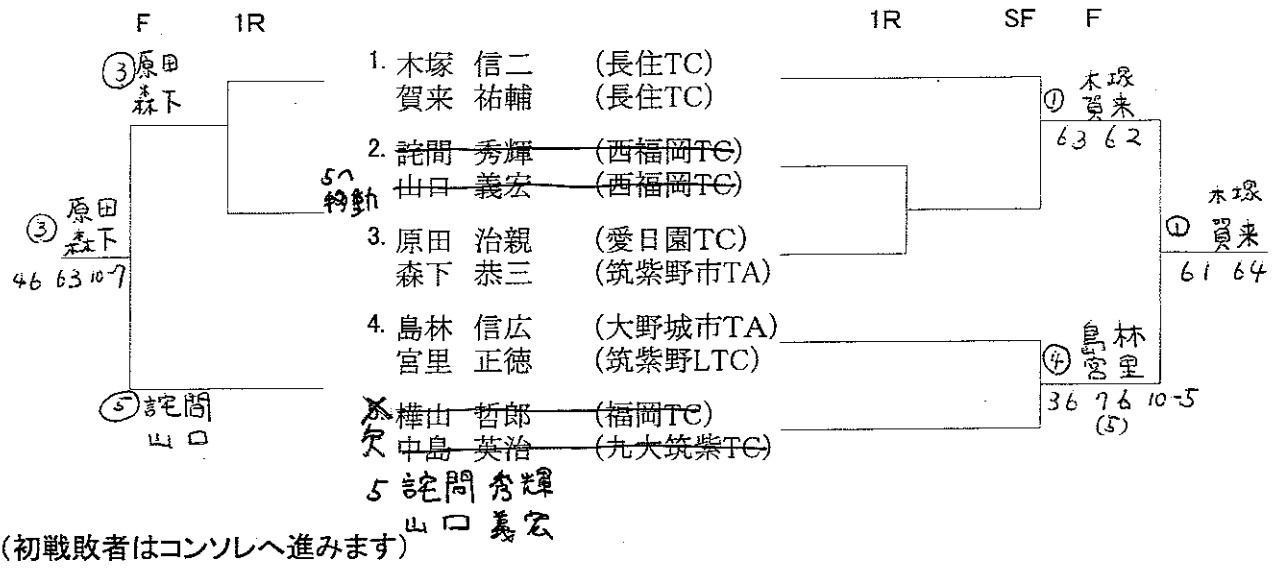 F 1R 1R SF F
③ 原田
森下
1. 木塚 信二 (長住TC)
賀来 祐輔 (長住TC)
① 木塚
賀来
63 62
2. 詫間 秀輝 (西福岡TC)
山口 義宏 (西福岡TC)
5へ
移動
③ 原田
森下
46 63 10-7
3. 原田 治親 (愛日園TC)
森下 恭三 (筑紫野市TA)
① 木塚
賀来
61 64
4. 島林 信広 (大野城市TA)
宮里 正徳 (筑紫野LTC)
④ 島林
宮里
36 76 10-5
(5)
⑤ 詫間
山口
5. 樺山 哲郎 (福岡TC)
欠 中島 英治 (九大筑紫TC)
5 詫間 秀輝
山口 義宏
(初戦敗者はコンソレへ進みます)